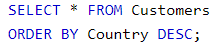 SELECT * FROM Customers
ORDER BY Country DESC;